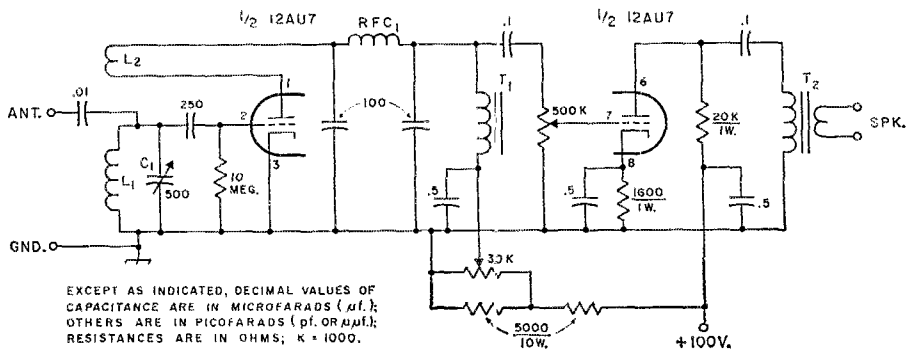 1/2 12AU7
RFC1
.1
1/2 12AU7
.1
L2
1
6
T1
T2
ANT.
.01
250
2
100
500K
7
20K
1W.
SPK.
C1
L1
500
10
MEG.
3
8
.5
.5
1600
1W.
.5
GND.
30K
EXCEPT AS INDICATED, DECIMAL VALUES OF
CAPACITANCE ARE IN MICROFARADS (µf.);
OTHERS ARE IN PICOFARADS (pf. OR µµf.);
RESISTANCES ARE IN OHMS; K = 1000.
5000
10W.
+100V.